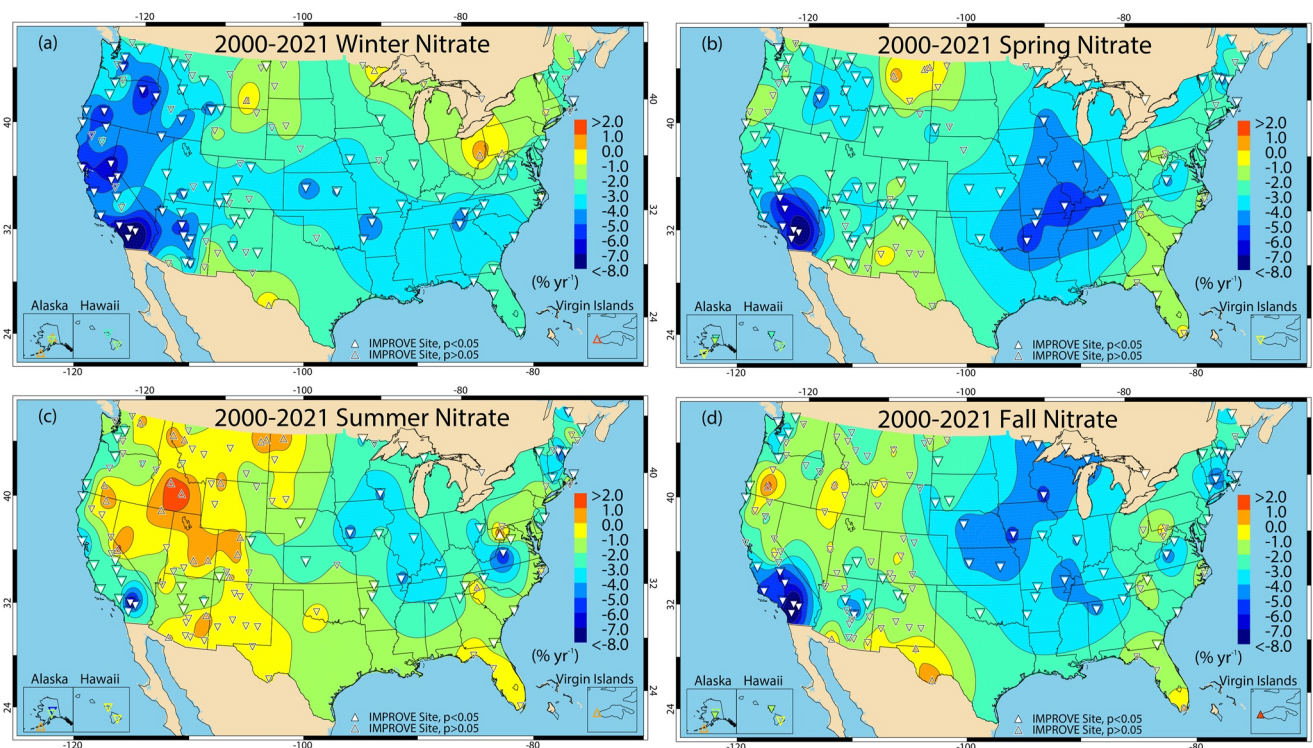 -120 -100 -80
(a) 2000-2021 Winter Nitrate
40 40
32 32
24 24
>2.0
1.0
0.0
-1.0
-2.0
-3.0
-4.0
-5.0
-6.0
-7.0
<-8.0
(% yr⁻¹)
Alaska Hawaii Virgin Islands
IMPROVE Site, p<0.05
IMPROVE Site, p>0.05
-120 -100 -80
-100 -80
(b) 2000-2021 Spring Nitrate
40 40
32 32
24 24
>2.0
1.0
0.0
-1.0
-2.0
-3.0
-4.0
-5.0
-6.0
-7.0
<-8.0
(% yr⁻¹)
Alaska Hawaii Virgin Islands
IMPROVE Site, p<0.05
IMPROVE Site, p>0.05
-120 -100 -80
-120 -100 -80
(c) 2000-2021 Summer Nitrate
40 40
32 32
24 24
>2.0
1.0
0.0
-1.0
-2.0
-3.0
-4.0
-5.0
-6.0
-7.0
<-8.0
(% yr⁻¹)
Alaska Hawaii Virgin Islands
IMPROVE Site, p<0.05
IMPROVE Site, p>0.05
-120 -100 -80
-120 -100 -80
(d) 2000-2021 Fall Nitrate
40
32
24
>2.0
1.0
0.0
-1.0
-2.0
-3.0
-4.0
-5.0
-6.0
-7.0
<-8.0
(% yr⁻¹)
Alaska Hawaii Virgin Islands
IMPROVE Site, p<0.05
IMPROVE Site, p>0.05
-120 -100 -80